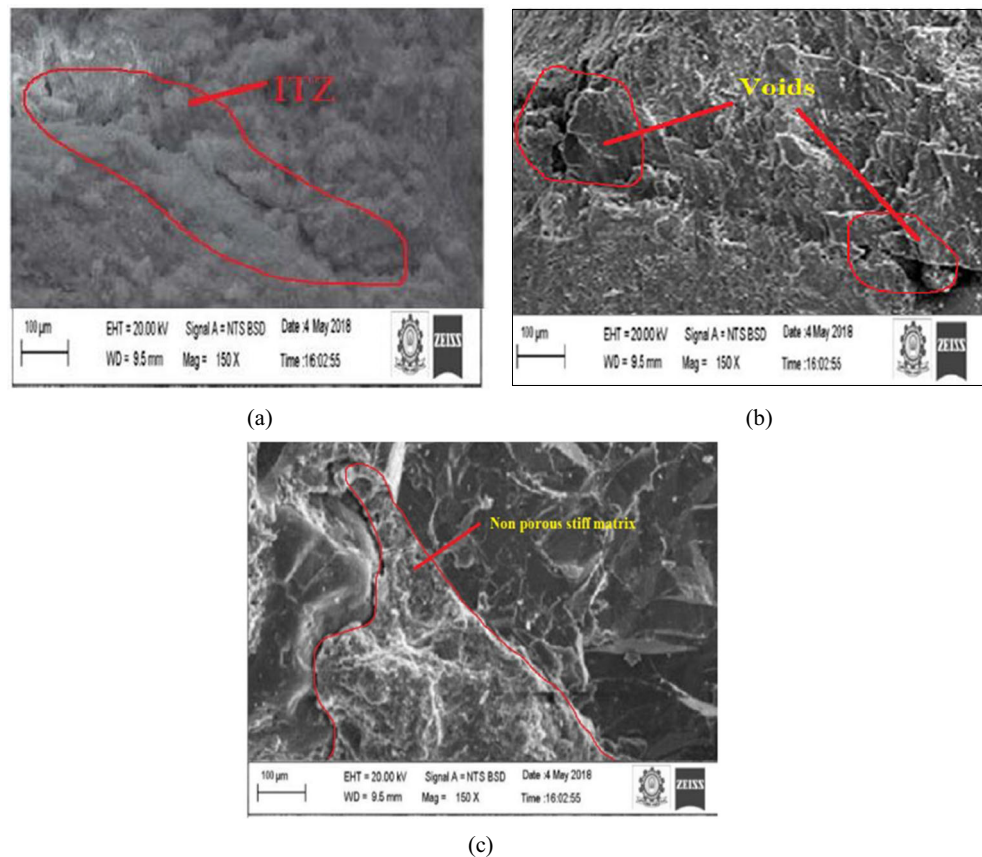 ITZ
100 µm
EHT = 20.00 kV
Signal A = NTS BSD
Date :4 May 2018
WD = 9.5 mm
Mag = 150 X
Time :16:02:55
ZEISS
(a)
Voids
100 µm
EHT = 20.00 kV
Signal A = NTS BSD
Date :4 May 2018
WD = 9.5 mm
Mag = 150 X
Time :16:02:55
ZEISS
(b)
Non porous stiff matrix
100 µm
EHT = 20.00 kV
Signal A = NTS BSD
Date :4 May 2018
WD = 9.5 mm
Mag = 150 X
Time :16:02:55
ZEISS
(c)